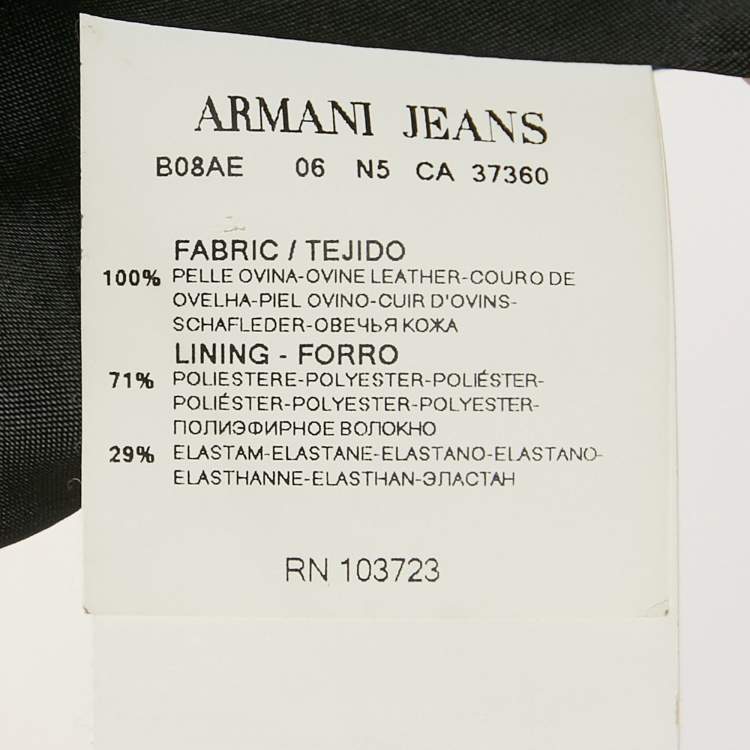 ARMANI JEANS
B08AE 06 N5 CA 37360
FABRIC / TEJIDO
100% PELLE OVINA-OVINE LEATHER-COURO DE
OVELHA-PIEL OVINO-CUIR D'OVINS-
SCHAFLEDER-ОВЕЧЬЯ КОЖА
LINING - FORRO
71% POLIESTERE-POLYESTER-POLIÉSTER-
POLIÉSTER-POLYESTER-POLYESTER-
ПОЛИЭФИРНОЕ ВОЛОКНО
29% ELASTAM-ELASTANE-ELASTANO-ELASTANO-
ELASTHANNE-ELASTHAN-ЭЛАСТАН
RN 103723